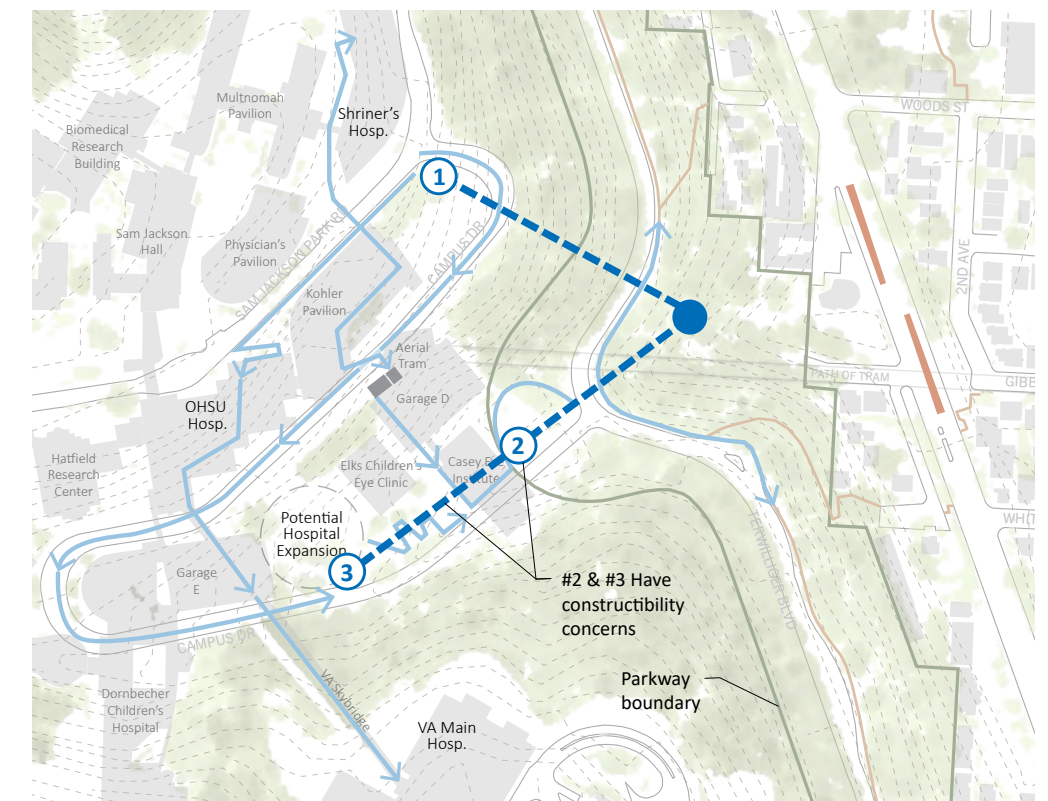 Multnomah
Pavilion
Shriner's
Hosp.
WOODS ST
Biomedical
Research
Building
1
Sam Jackson
Hall
Physician's
Pavilion
SAM JACKSON PARK RD
CAMPUS DR
2ND AVE
Kohler
Pavilion
Aerial
Tram
PATH OF TRAM
GIBB
Garage D
OHSU
Hosp.
2
Hatfield
Research
Center
Elks Children's
Eye Clinic
Casey Eye
Institute
Potential
Hospital
Expansion
WHIT
3
Garage
E
#2 & #3 Have
constructibility
concerns
TERWILLIGER BLVD
CAMPUS DR
Parkway
boundary
VA Skybridge
Dornbecher
Children's
Hospital
VA Main
Hosp.